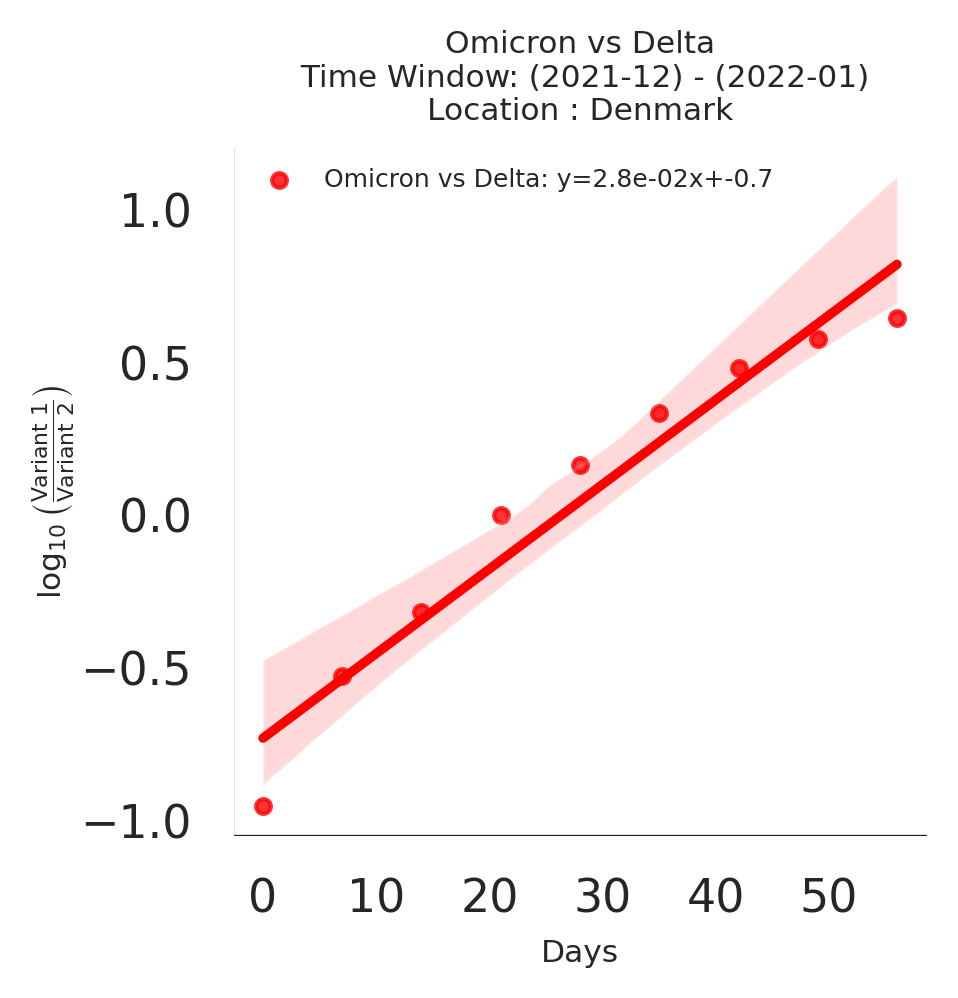 Omicron vs Delta
Time Window: (2021-12) - (2022-01)
Location : Denmark
Omicron vs Delta: y=2.8e-02x+-0.7
1.0
0.5
0.0
−0.5
−1.0
log10 (Variant 1 / Variant 2)
0 10 20 30 40 50
Days